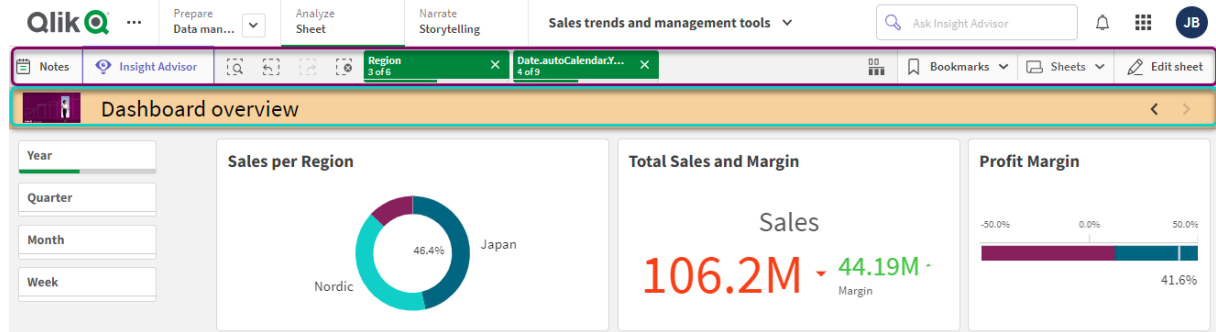 Qlik
Prepare
Data man...
Analyze
Sheet
Narrate
Storytelling
Sales trends and management tools
Ask Insight Advisor
JB
Notes
Insight Advisor
Region
3 of 6
Date.autoCalendar.Y...
4 of 9
Bookmarks
Sheets
Edit sheet
Dashboard overview
Year
Quarter
Month
Week
Sales per Region
46.4%
Japan
Nordic
Total Sales and Margin
Sales
106.2M
44.19M
Margin
Profit Margin
-50.0% 0.0% 50.0%
41.6%